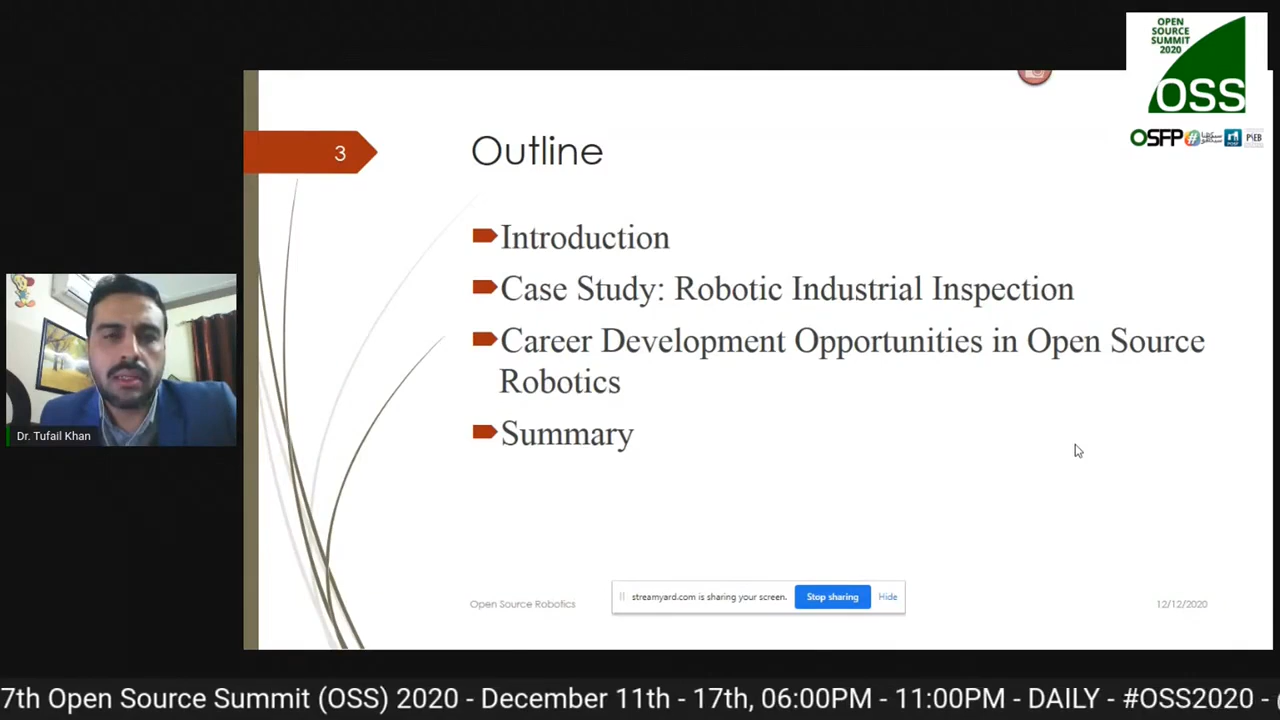 OPEN
SOURCE
SUMMIT
2020
OSS
OSFP
3
Outline
Introduction
Case Study: Robotic Industrial Inspection
Career Development Opportunities in Open Source
Robotics
Summary
Dr. Tufail Khan
streamyard.com is sharing your screen. Stop sharing Hide
Open Source Robotics
12/12/2020
7th Open Source Summit (OSS) 2020 - December 11th - 17th, 06:00PM - 11:00PM - DAILY - #OSS2020 -